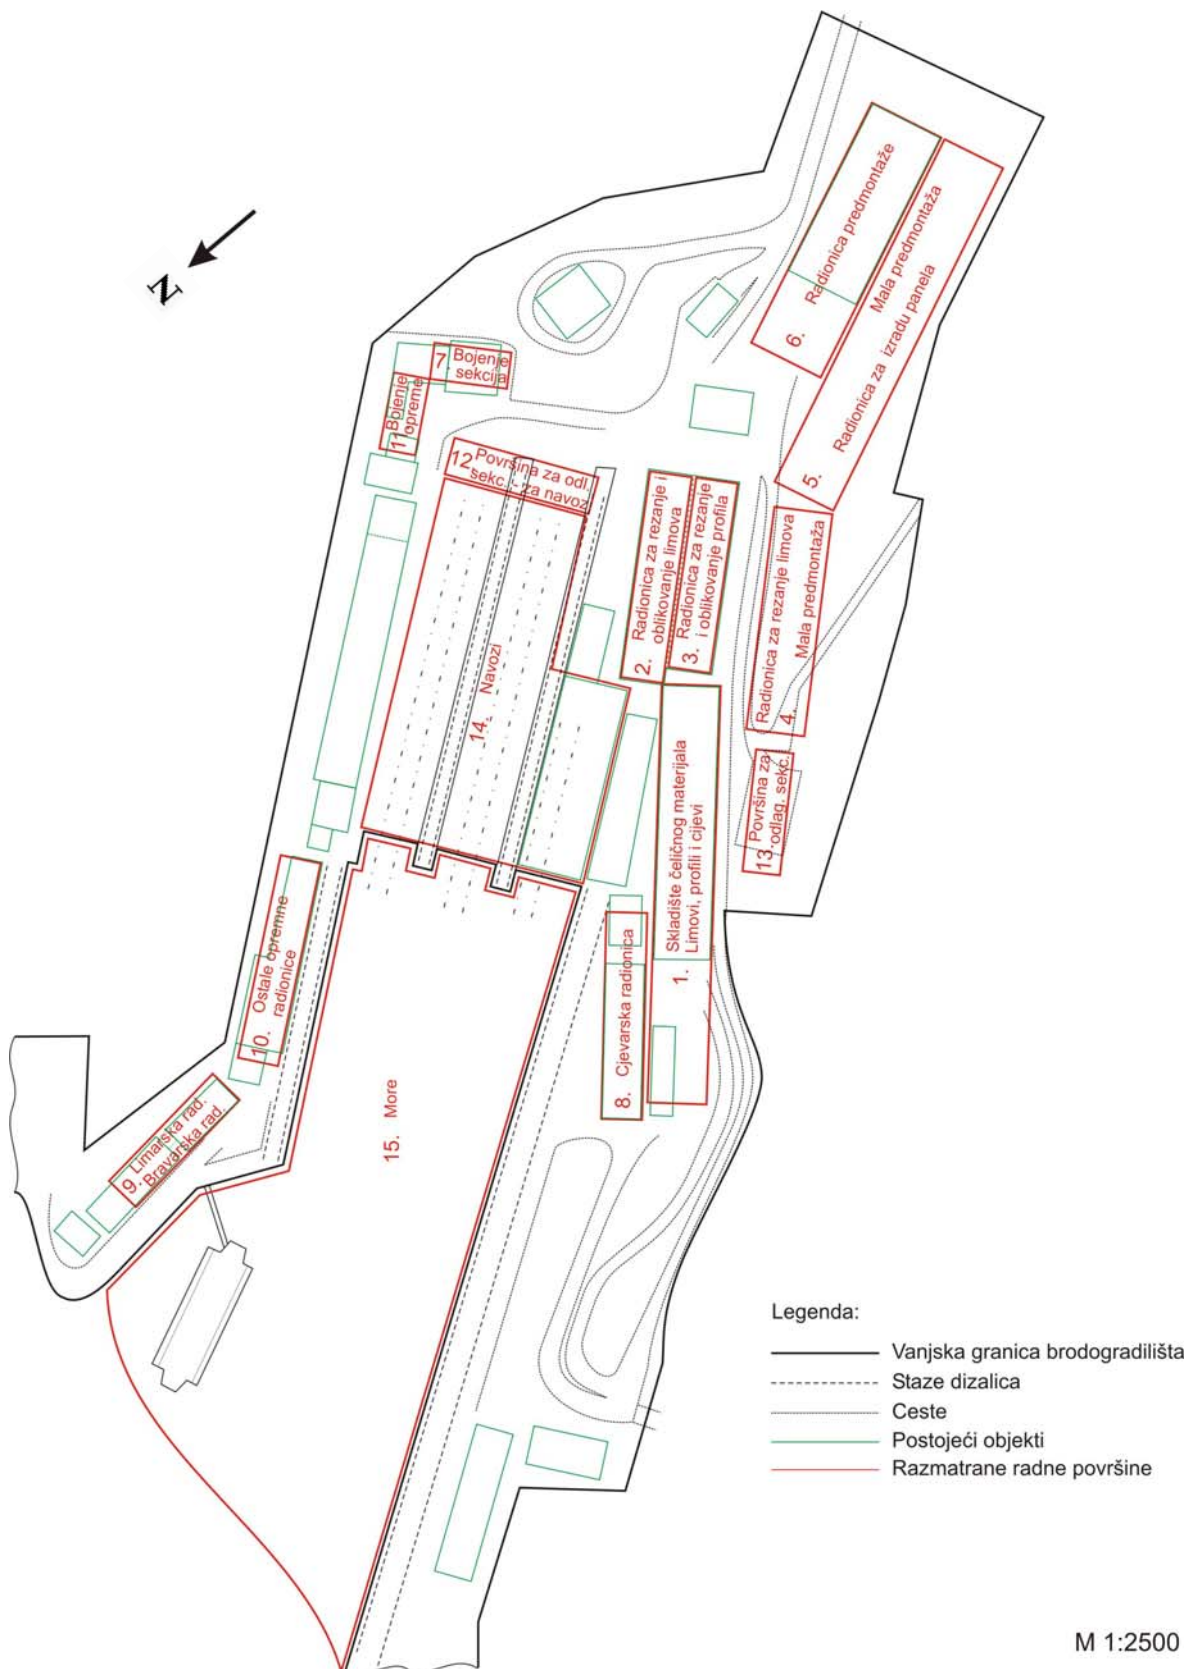 N
6. Radionica predmontaže
Mala predmontaža
5. Radionica za izradu panela
7. Bojenje
sekcija
11. Bojenje
opreme
12. Površina za odl.
sekc. - za navoz
2. Radionica za rezanje i
oblikovanje limova
3. Radionica za rezanje
i oblikovanje profila
Radionica za rezanje limova
4. Mala predmontaža
13. Površina za
odlag. sekc.
14. Navozi
1. Skladište čeličnog materijala
Limovi, profili i cijevi
8. Cjevarska radionica
10. Ostale opremne
radionice
9. Limarska rad.
Bravarska rad.
15. More
Legenda:
Vanjska granica brodogradilišta
Staze dizalica
Ceste
Postojeći objekti
Razmatrane radne površine
M 1:2500